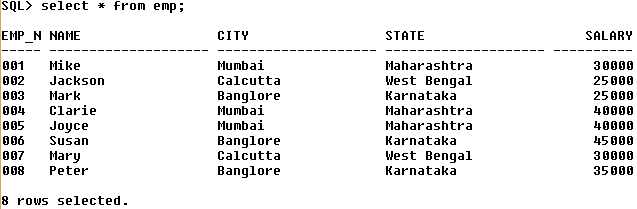 SQL> select * from emp;
EMP_N NAME CITY STATE SALARY
----- -------------------- -------------------- -------------------- ----------
001 Mike Mumbai Maharashtra 30000
002 Jackson Calcutta West Bengal 25000
003 Mark Banglore Karnataka 25000
004 Clarie Mumbai Maharashtra 40000
005 Joyce Mumbai Maharashtra 40000
006 Susan Banglore Karnataka 45000
007 Mary Calcutta West Bengal 30000
008 Peter Banglore Karnataka 35000
8 rows selected.